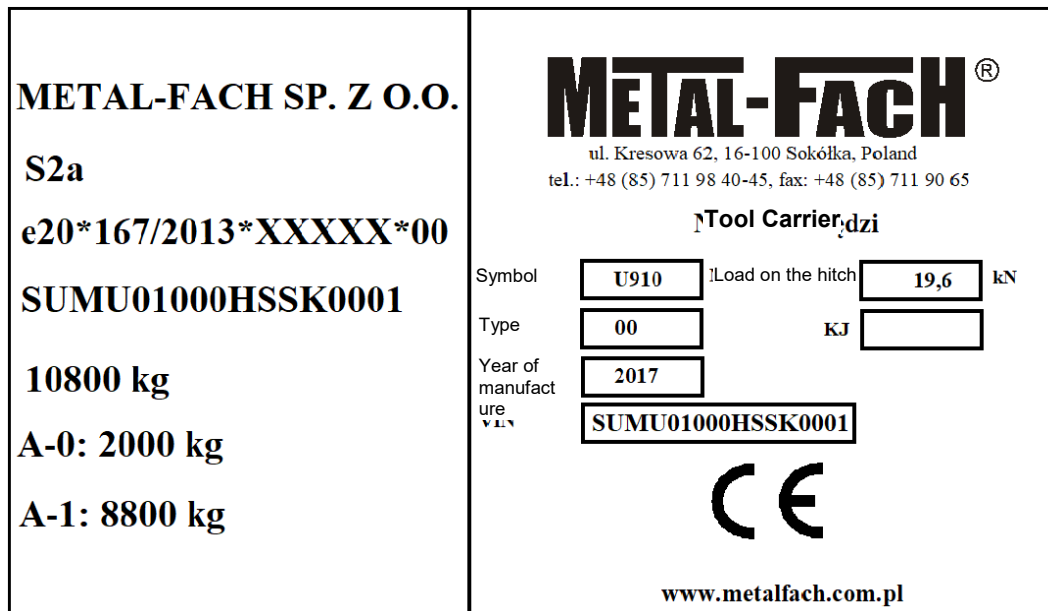 METAL-FACH SP. Z O.O.
S2a
e20*167/2013*XXXXX*00
SUMU01000HSSK0001
10800 kg
A-0: 2000 kg
A-1: 8800 kg
METAL-FACH ®
ul. Kresowa 62, 16-100 Sokółka, Poland
tel.: +48 (85) 711 98 40-45, fax: +48 (85) 711 90 65
Tool Carrier
Symbol U910 Load on the hitch 19,6 kN
Type 00 KJ
Year of
manufact
ure
2017
VIN SUMU01000HSSK0001
CE
www.metalfach.com.pl